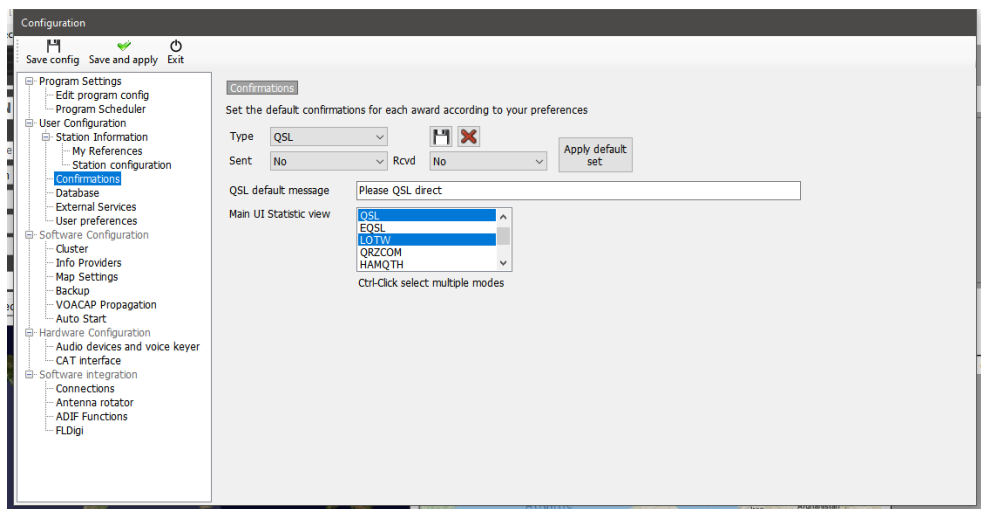 Configuration
Save config Save and apply Exit
Program Settings
Edit program config
Program Scheduler
User Configuration
Station Information
My References
Station configuration
Confirmations
Database
External Services
User preferences
Software Configuration
Cluster
Info Providers
Map Settings
Backup
VOACAP Propagation
Auto Start
Hardware Configuration
Audio devices and voice keyer
CAT interface
Software integration
Connections
Antenna rotator
ADIF Functions
FLDigi
Confirmations
Set the default confirmations for each award according to your preferences
Type QSL
Sent No Rcvd No
Apply default
set
QSL default message Please QSL direct
Main UI Statistic view
QSL
EQSL
LOTW
QRZCOM
HAMQTH
Ctrl-Click select multiple modes